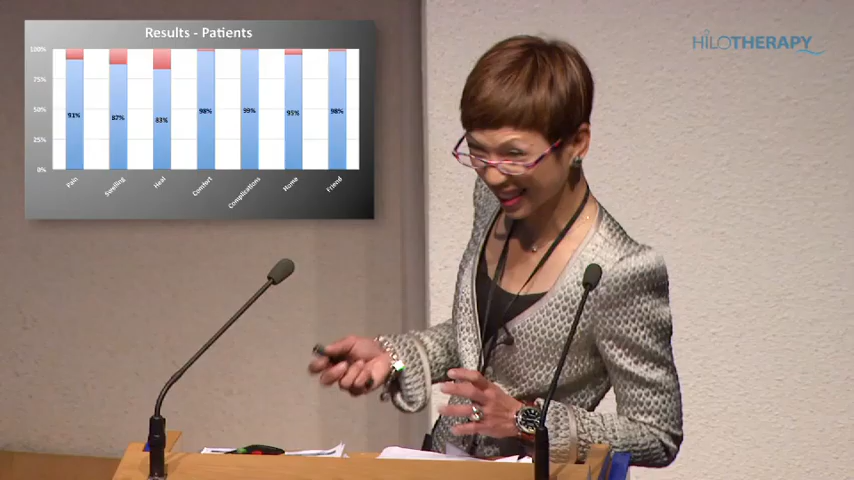 Results - Patients
100%
75%
50%
25%
0%
91%
87%
83%
98%
99%
95%
98%
Pain
Swelling
Heal
Comfort
Complications
Home
Friend
HILOTHERAPY